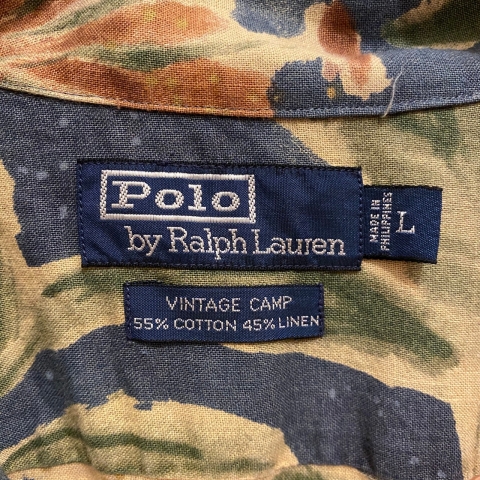 Polo
by Ralph Lauren
MADE IN
PHILIPPINES
L
VINTAGE CAMP
55% COTTON 45% LINEN